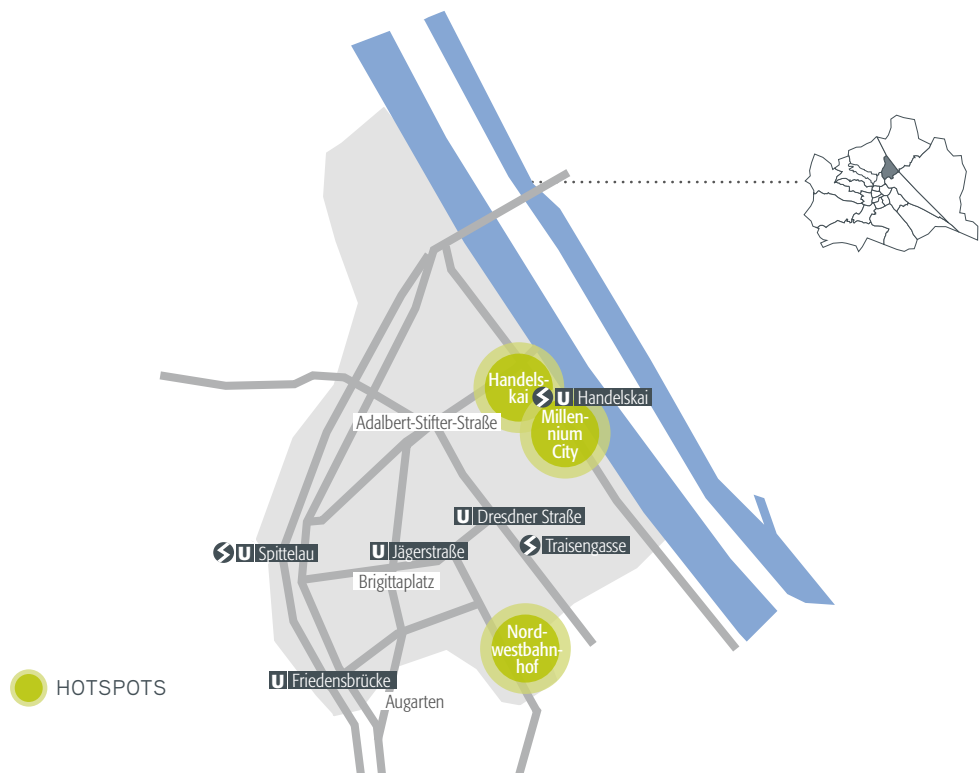 Handels-
kai
U Handelskai
Millen-
nium
City
Adalbert-Stifter-Straße
U Dresdner Straße
Traisengasse
U Spittelau
U Jägerstraße
Brigittaplatz
Nord-
westbahn-
hof
U Friedensbrücke
Augarten
HOTSPOTS